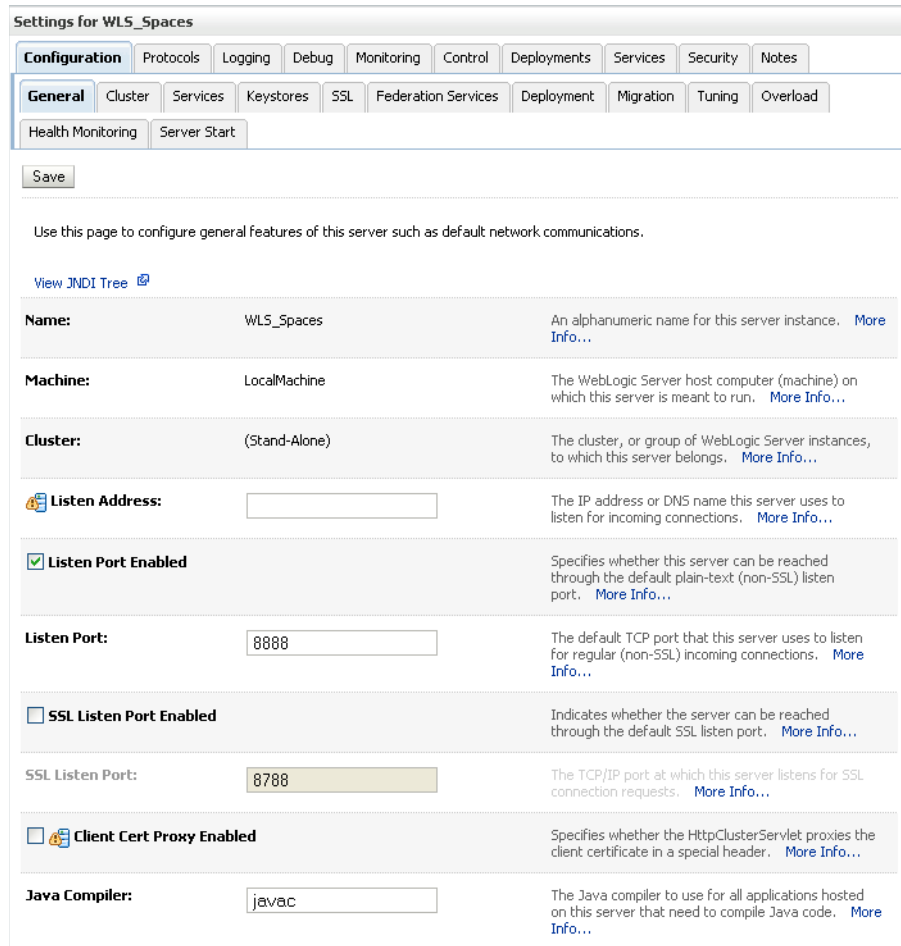 Settings for WLS_Spaces
Configuration Protocols Logging Debug Monitoring Control Deployments Services Security Notes
General Cluster Services Keystores SSL Federation Services Deployment Migration Tuning Overload
Health Monitoring Server Start
Save
Use this page to configure general features of this server such as default network communications.
View JNDI Tree
Name: WLS_Spaces An alphanumeric name for this server instance. More
Info...
Machine: LocalMachine The WebLogic Server host computer (machine) on
which this server is meant to run. More Info...
Cluster: (Stand-Alone) The cluster, or group of WebLogic Server instances,
to which this server belongs. More Info...
Listen Address: The IP address or DNS name this server uses to
listen for incoming connections. More Info...
Listen Port Enabled Specifies whether this server can be reached
through the default plain-text (non-SSL) listen
port. More Info...
Listen Port: 8888 The default TCP port that this server uses to listen
for regular (non-SSL) incoming connections. More
Info...
SSL Listen Port Enabled Indicates whether the server can be reached
through the default SSL listen port. More Info...
SSL Listen Port: 8788 The TCP/IP port at which this server listens for SSL
connection requests. More Info...
Client Cert Proxy Enabled Specifies whether the HttpClusterServlet proxies the
client certificate in a special header. More Info...
Java Compiler: javac The Java compiler to use for all applications hosted
on this server that need to compile Java code. More
Info...